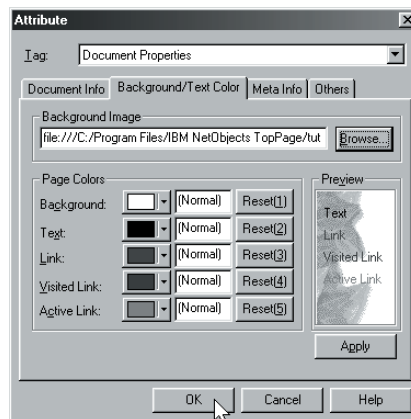 Attribute
Tag: Document Properties
Document Info Background/Text Color Meta Info Others
Background Image
file:///C:/Program Files/IBM NetObjects TopPage/tut Browse...
Page Colors
Background: (Normal) Reset(1)
Text: (Normal) Reset(2)
Link: (Normal) Reset(3)
Visited Link: (Normal) Reset(4)
Active Link: (Normal) Reset(5)
Preview
Text
Link
Visited Link
Active Link
Apply
OK Cancel Help